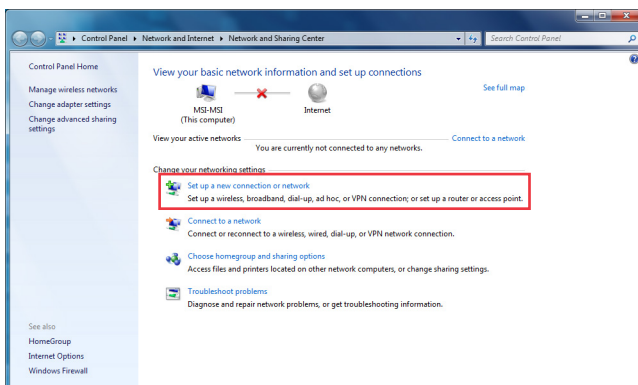 Control Panel ▸ Network and Internet ▸ Network and Sharing Center
Search Control Panel
Control Panel Home
Manage wireless networks
Change adapter settings
Change advanced sharing
settings
View your basic network information and set up connections
See full map
MSI-MSI
(This computer)
Internet
View your active networks
Connect to a network
You are currently not connected to any networks.
Change your networking settings
Set up a new connection or network
Set up a wireless, broadband, dial-up, ad hoc, or VPN connection; or set up a router or access point.
Connect to a network
Connect or reconnect to a wireless, wired, dial-up, or VPN network connection.
Choose homegroup and sharing options
Access files and printers located on other network computers, or change sharing settings.
Troubleshoot problems
Diagnose and repair network problems, or get troubleshooting information.
See also
HomeGroup
Internet Options
Windows Firewall